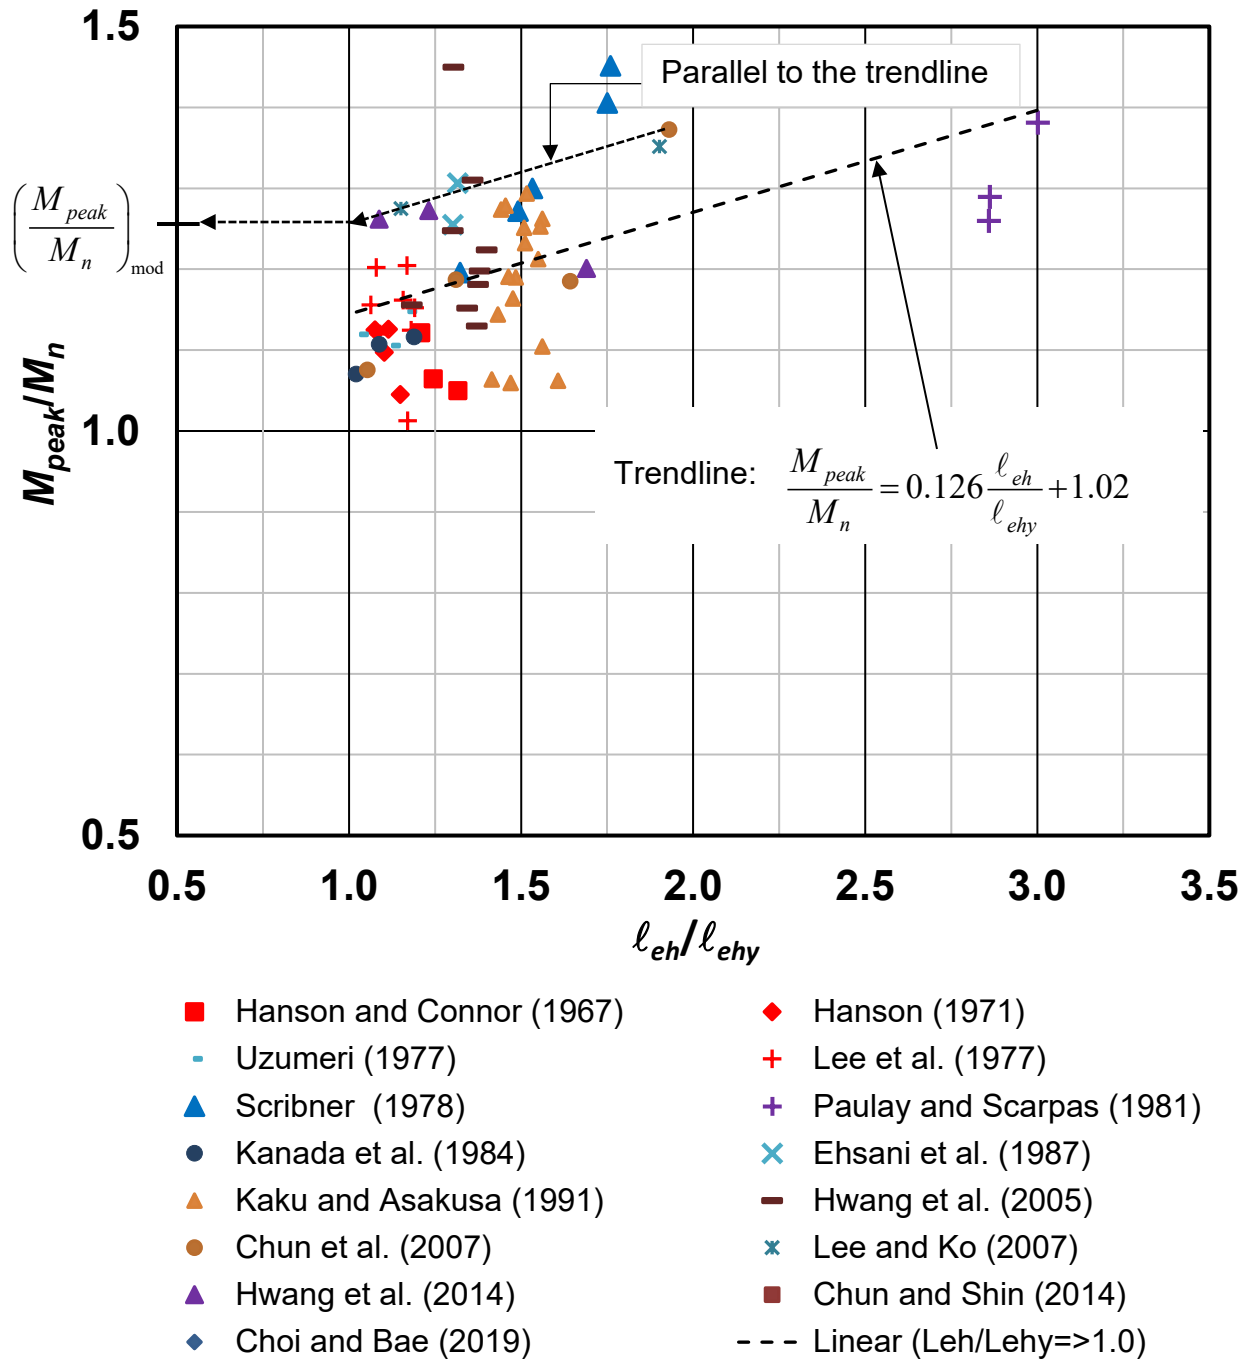 1.5
Parallel to the trendline
(M_peak/M_n)_mod
M_peak/M_n
1.0
Trendline: M_peak/M_n = 0.126 ℓ_eh/ℓ_ehy + 1.02
0.5
0.5 1.0 1.5 2.0 2.5 3.0 3.5
ℓ_eh/ℓ_ehy
Hanson and Connor (1967) Hanson (1971)
Uzumeri (1977) Lee et al. (1977)
Scribner (1978) Paulay and Scarpas (1981)
Kanada et al. (1984) Ehsani et al. (1987)
Kaku and Asakusa (1991) Hwang et al. (2005)
Chun et al. (2007) Lee and Ko (2007)
Hwang et al. (2014) Chun and Shin (2014)
Choi and Bae (2019) Linear (Leh/Lehy=>1.0)